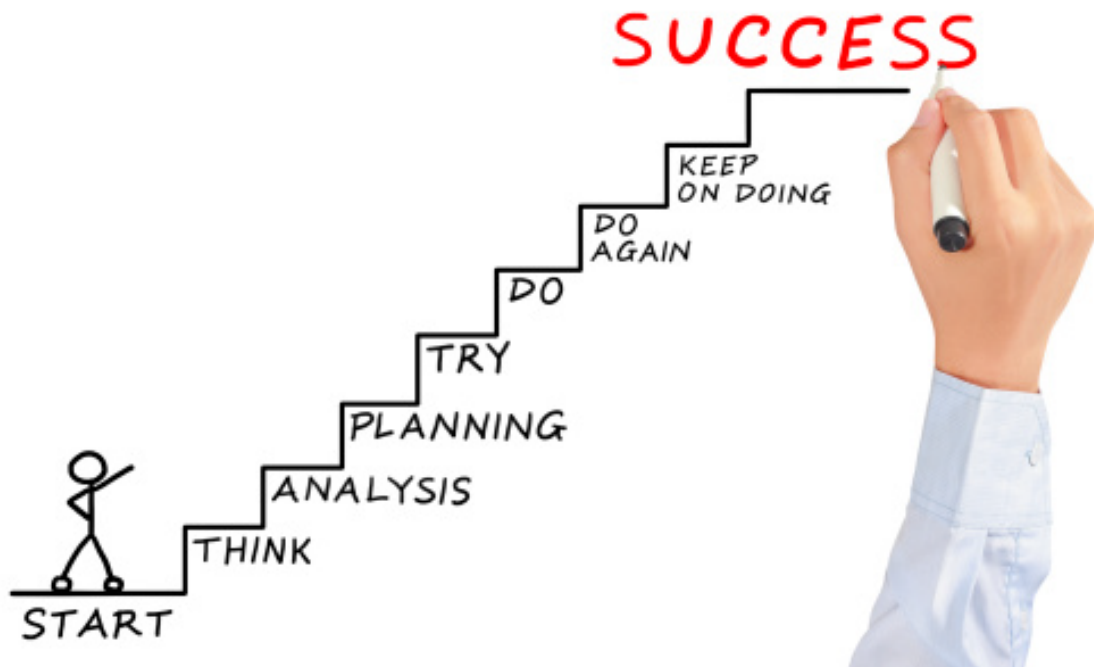 SUCCESS
KEEP
ON DOING
DO
AGAIN
DO
TRY
PLANNING
ANALYSIS
THINK
START